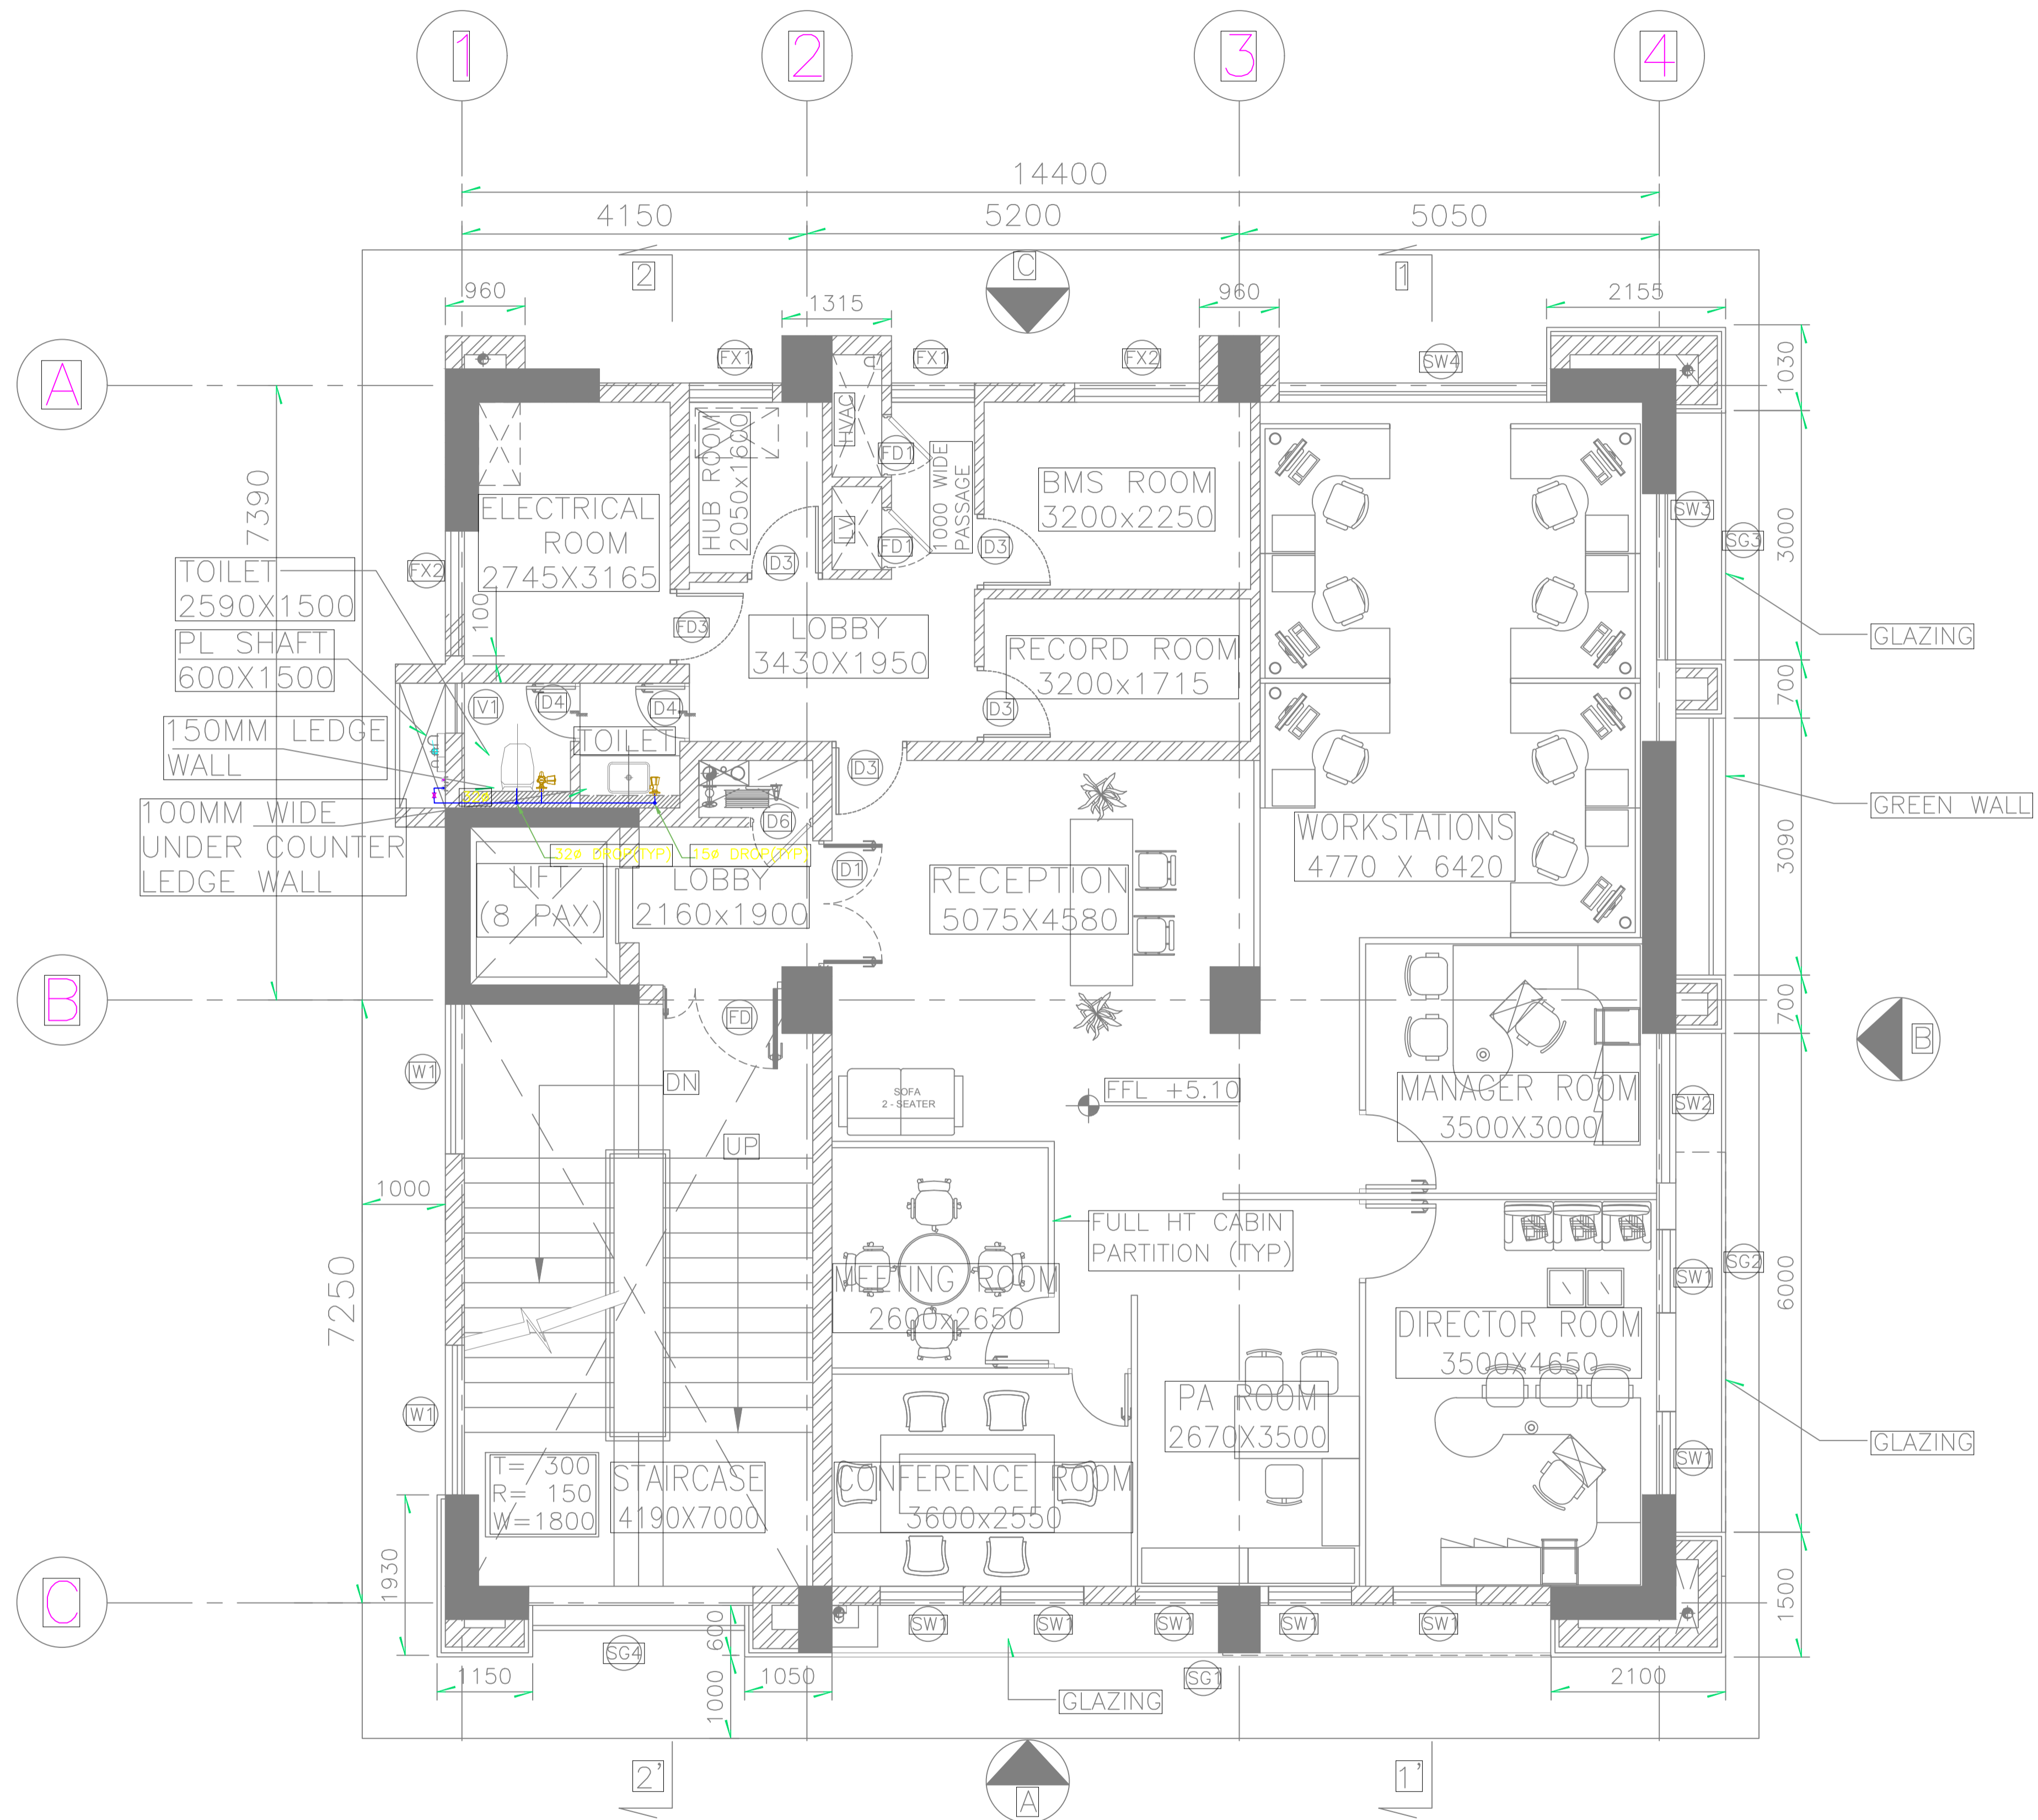 1
2
3
4
14400
4150
5200
5050
2
C
1
960
1315
960
2155
FX1
FX1
FX2
SW4
A
1030
HVAC
FD1
HUB ROOM
2050x1600
1000 WIDE
PASSAGE
BMS ROOM
3200x2250
ELECTRICAL
ROOM
2745X3165
7390
SW3
SG3
3000
LV
FD1
D3
D3
FX2
TOILET
2590X1500
100
FD3
LOBBY
3430X1950
RECORD ROOM
3200x1715
GLAZING
PL SHAFT
600X1500
V1
D4
D4
D3
700
150MM LEDGE
WALL
TOILET
D3
100MM WIDE
UNDER COUNTER
LEDGE WALL
D6
GREEN WALL
WORKSTATIONS
4770 X 6420
3090
32ø DROP(TYP)
15ø DROP(TYP)
LIFT
(8 PAX)
LOBBY
2160x1900
D1
RECEPTION
5075X4580
B
FD
700
B
W1
DN
SOFA
2 - SEATER
FFL +5.10
MANAGER ROOM
3500X3000
SW2
UP
1000
FULL HT CABIN
PARTITION (TYP)
7250
MEETING ROOM
2600x2650
SW1
SG2
6000
DIRECTOR ROOM
3500X4650
W1
PA ROOM
2670X3500
GLAZING
SW1
T= 300
R= 150
W=1800
STAIRCASE
4190X7000
CONFERENCE ROOM
3600x2550
1930
C
1500
600
SW1
SW1
SW1
SW1
SW1
SG4
1150
1050
1000
SG1
GLAZING
2100
2'
A
1'